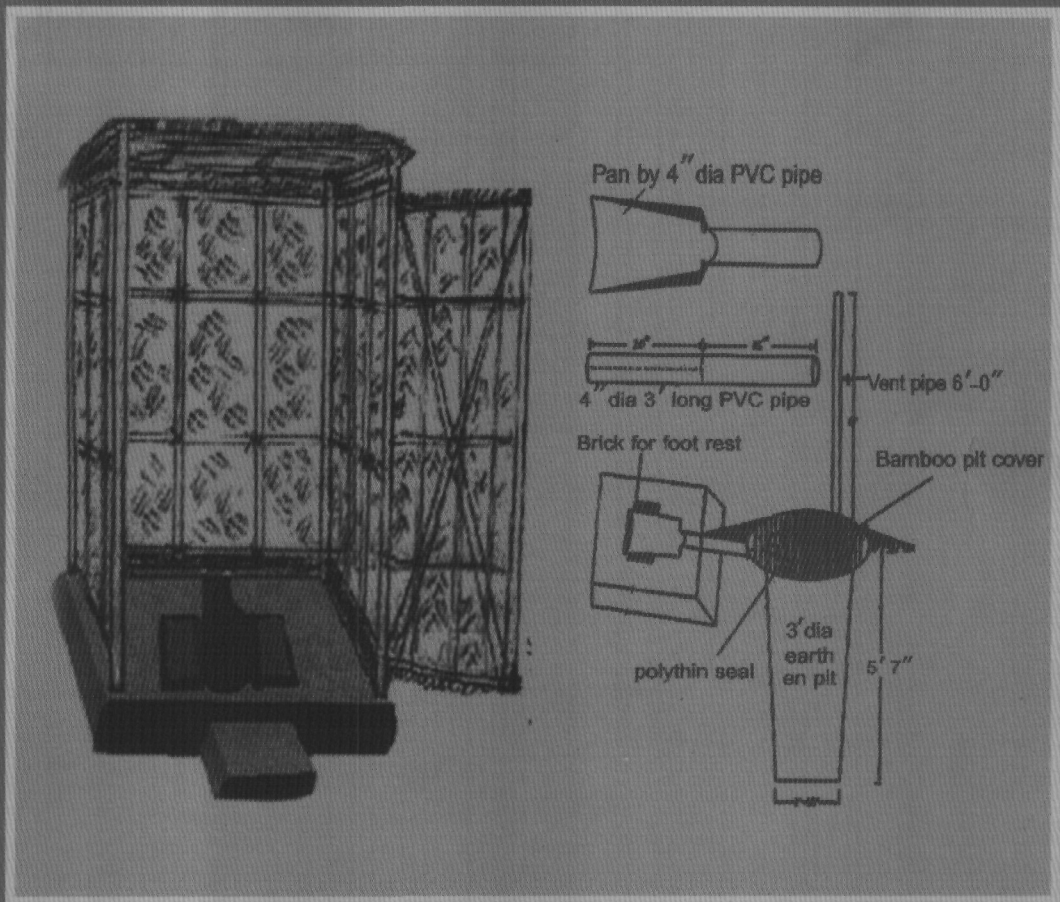 Pan by 4" dia PVC pipe
4" dia 3' long PVC pipe
Vent pipe 6'-0"
Brick for foot rest
Bamboo pit cover
3'dia
earth
en pit
5' 7"
polythin seal